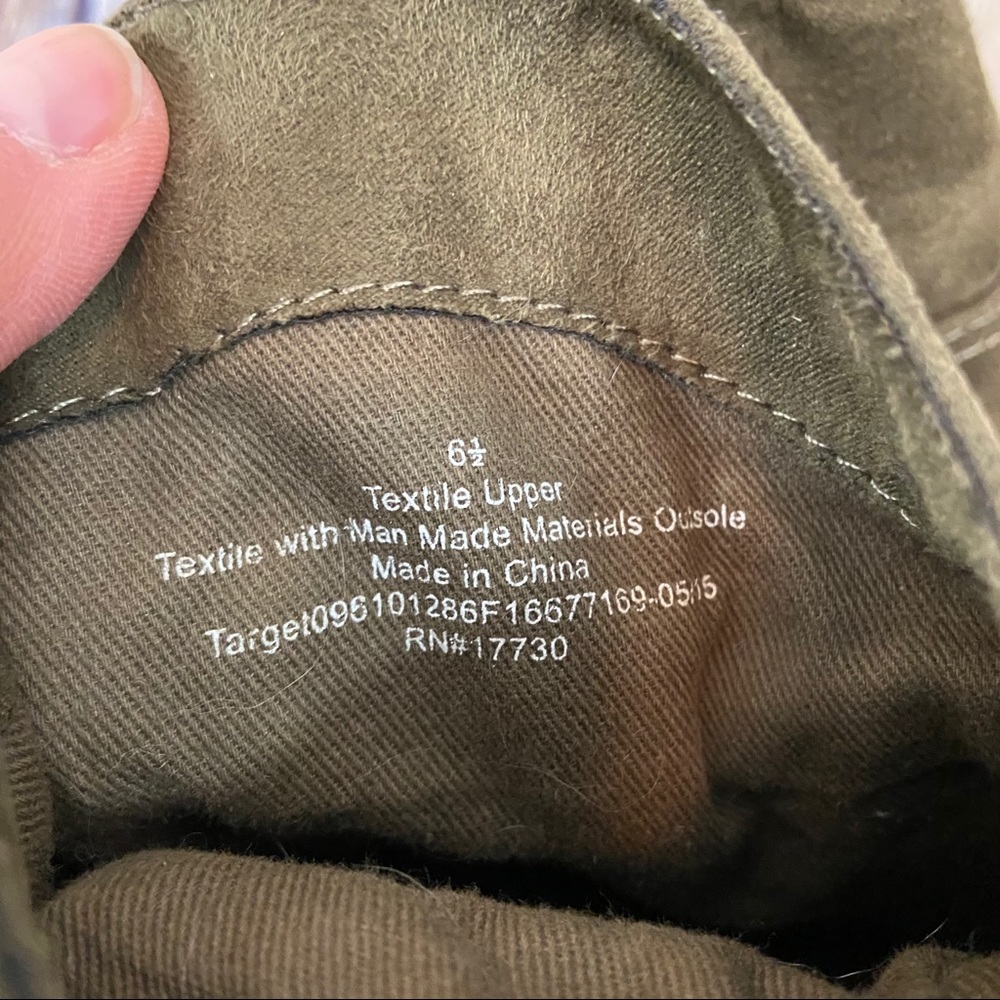 6½
Textile Upper
Textile with Man Made Materials Outsole
Made in China
Target096101286F16677169-05/15
RN#17730